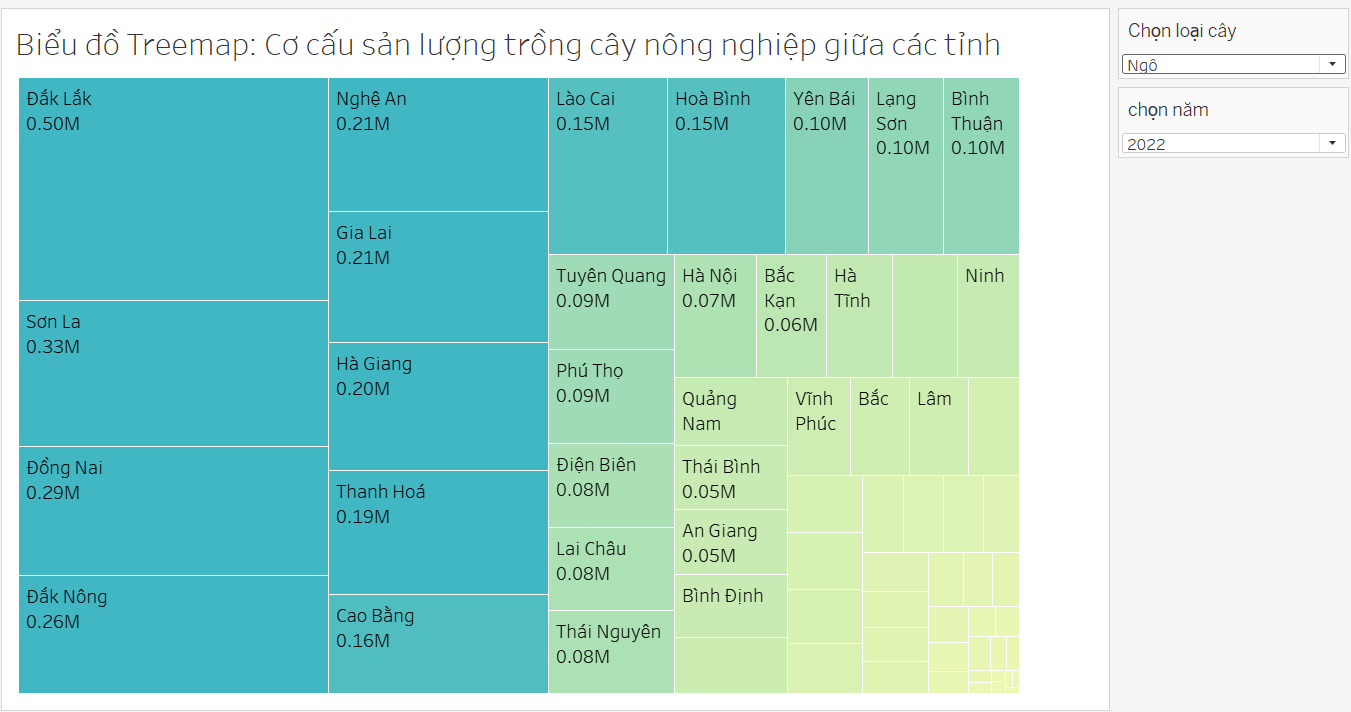 Biểu đồ Treemap: Cơ cấu sản lượng trồng cây nông nghiệp giữa các tỉnh
Đắk Lắk
0.50M
Sơn La
0.33M
Đồng Nai
0.29M
Đắk Nông
0.26M
Nghệ An
0.21M
Gia Lai
0.21M
Hà Giang
0.20M
Thanh Hoá
0.19M
Cao Bằng
0.16M
Lào Cai
0.15M
Hoà Bình
0.15M
Yên Bái
0.10M
Lạng
Sơn
0.10M
Bình
Thuận
0.10M
Tuyên Quang
0.09M
Phú Thọ
0.09M
Điện Biên
0.08M
Lai Châu
0.08M
Thái Nguyên
0.08M
Hà Nội
0.07M
Bắc
Kạn
0.06M
Hà
Tĩnh
Ninh
Quảng
Nam
Thái Bình
0.05M
An Giang
0.05M
Bình Định
Vĩnh
Phúc
Bắc
Lâm
Chọn loại cây
Ngô
chọn năm
2022